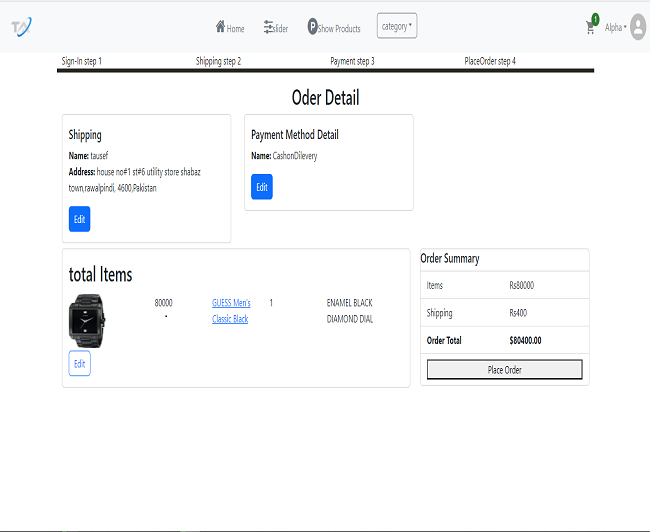 TA
Home
slider
Show Products
category
1
Alpha
Sign-In step 1
Shipping step 2
Payment step 3
PlaceOrder step 4
Oder Detail
Shipping
Name: tausef
Address: house no#1 st#6 utility store shabaz
town,rawalpindi, 4600,Pakistan
Edit
Payment Method Detail
Name: CashonDilevery
Edit
total Items
80000
GUESS Men's
Classic Black
1
ENAMEL BLACK
DIAMOND DIAL
Edit
Order Summary
Items Rs80000
Shipping Rs400
Order Total $80400.00
Place Order